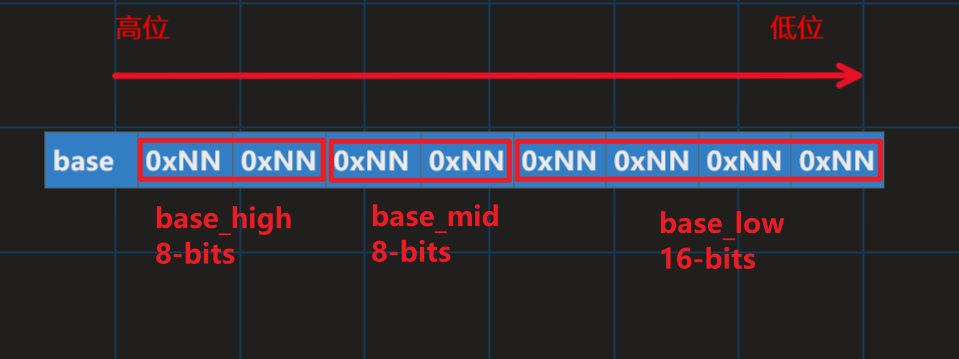 高位 低位
base 0xNN 0xNN 0xNN 0xNN 0xNN 0xNN 0xNN 0xNN
base_high base_mid base_low
8-bits 8-bits 16-bits